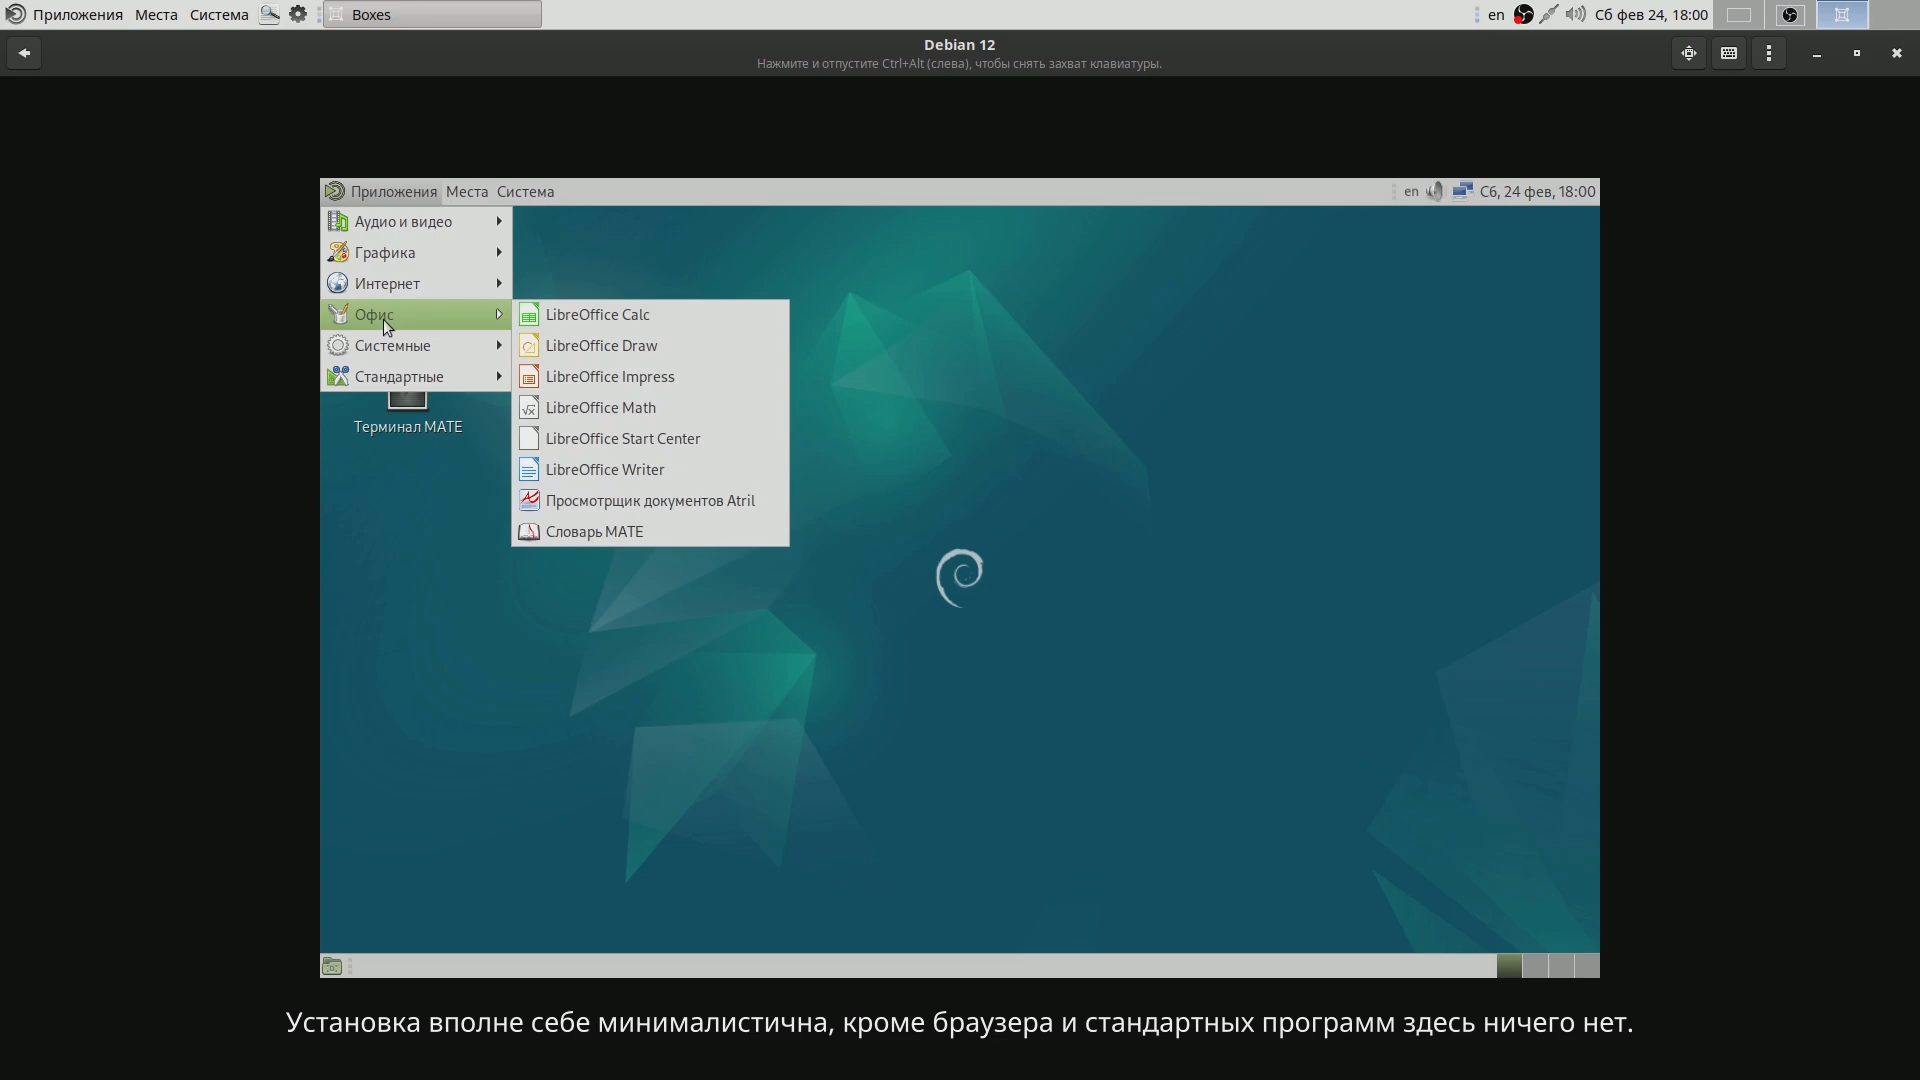 Приложения Места Система Boxes en Сб фев 24, 18:00
Debian 12
Нажмите и отпустите Ctrl+Alt (слева), чтобы снять захват клавиатуры.
Приложения Места Система en Сб, 24 фев, 18:00
Аудио и видео
Графика
Интернет
Офис
Системные
Стандартные
LibreOffice Calc
LibreOffice Draw
LibreOffice Impress
LibreOffice Math
LibreOffice Start Center
LibreOffice Writer
Просмотрщик документов Atril
Словарь MATE
Терминал MATE
Установка вполне себе минималистична, кроме браузера и стандартных программ здесь ничего нет.